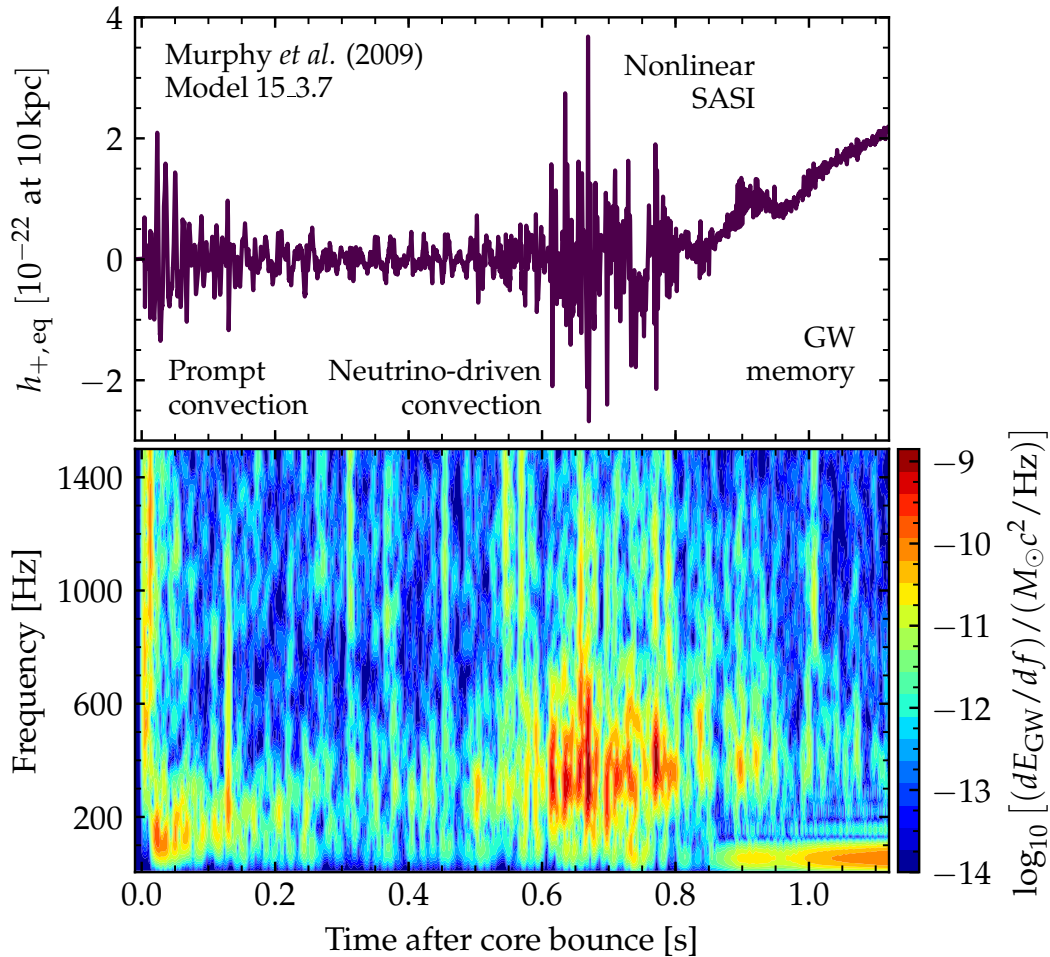 4
2
0
−2
h+,eq [10−22 at 10 kpc]
Murphy et al. (2009)
Model 15_3.7
Nonlinear
SASI
Prompt
convection
Neutrino-driven
convection
GW
memory
1400
1000
600
200
Frequency [Hz]
0.0 0.2 0.4 0.6 0.8 1.0
Time after core bounce [s]
−9
−10
−11
−12
−13
−14
log10 [(dEGW/df)/(M⊙c2/Hz)]